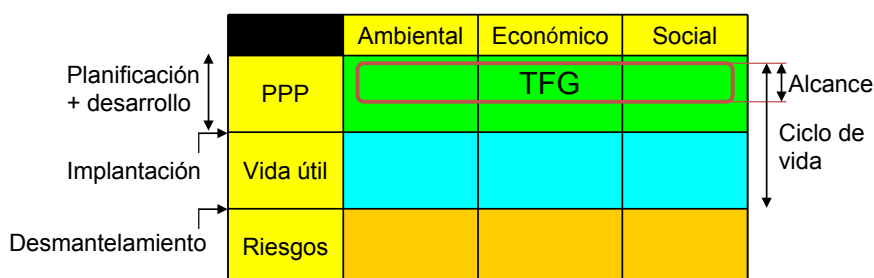 Ambiental Económico Social
Planificación
+ desarrollo
PPP
TFG
Alcance
Ciclo de
vida
Implantación
Vida útil
Desmantelamiento
Riesgos